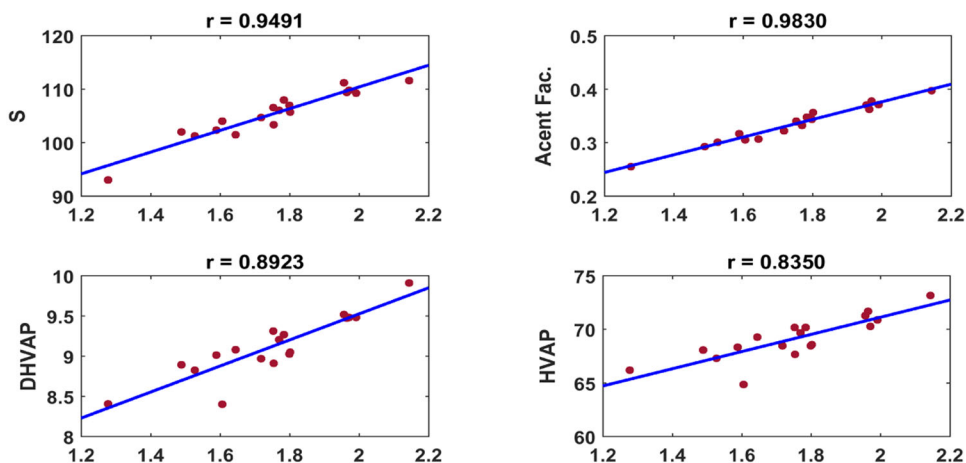 r = 0.9491
S
120
110
100
90
1.2 1.4 1.6 1.8 2 2.2
r = 0.9830
Acent Fac.
0.5
0.4
0.3
0.2
1.2 1.4 1.6 1.8 2 2.2
r = 0.8923
DHVAP
10
9.5
9
8.5
8
1.2 1.4 1.6 1.8 2 2.2
r = 0.8350
HVAP
75
70
65
60
1.2 1.4 1.6 1.8 2 2.2